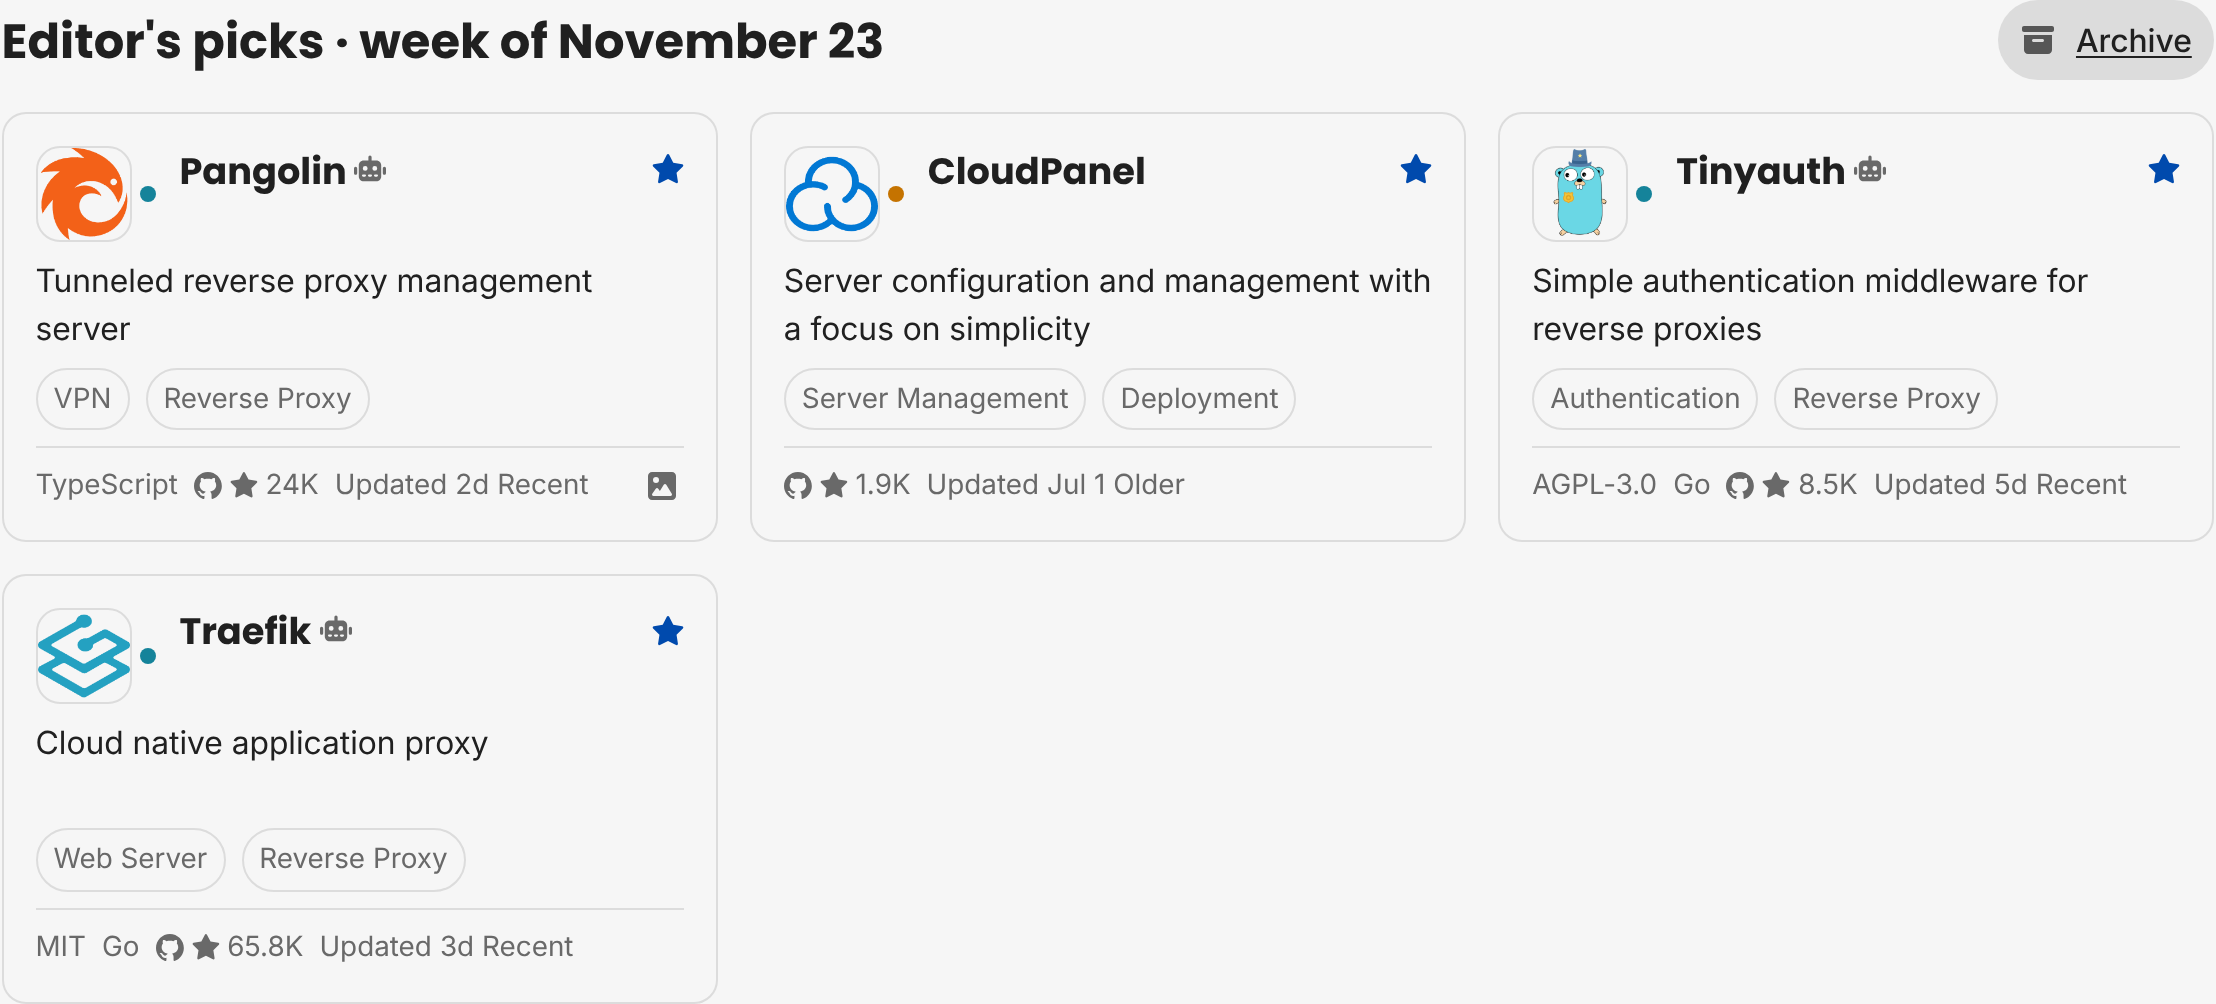 Editor's picks · week of November 23
Archive
Pangolin
Tunneled reverse proxy management
server
VPN
Reverse Proxy
TypeScript 24K Updated 2d Recent
CloudPanel
Server configuration and management with
a focus on simplicity
Server Management
Deployment
1.9K Updated Jul 1 Older
Tinyauth
Simple authentication middleware for
reverse proxies
Authentication
Reverse Proxy
AGPL-3.0 Go 8.5K Updated 5d Recent
Traefik
Cloud native application proxy
Web Server
Reverse Proxy
MIT Go 65.8K Updated 3d Recent